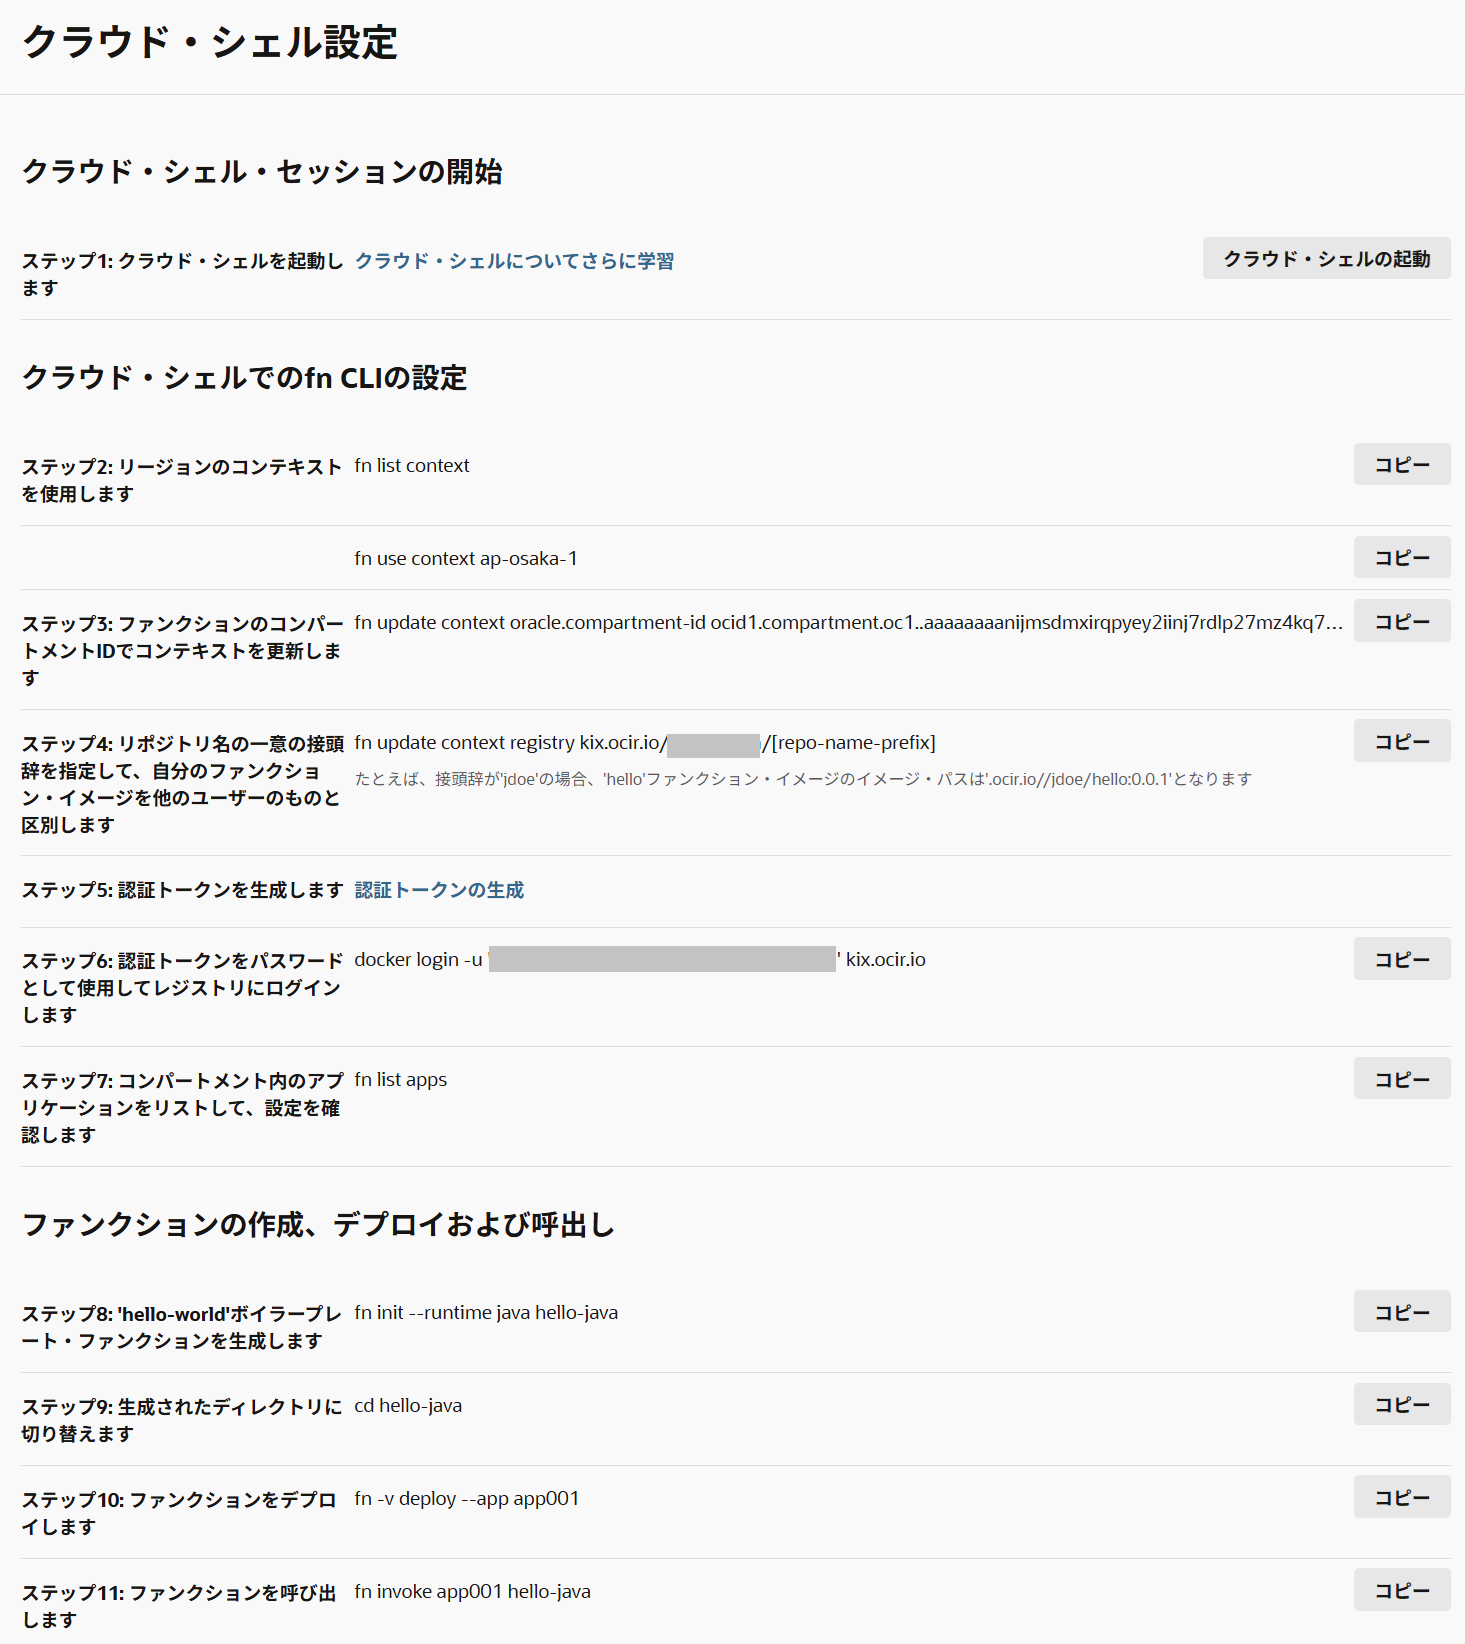 クラウド・シェル設定
クラウド・シェル・セッションの開始
ステップ1: クラウド・シェルを起動し
ます
クラウド・シェルについてさらに学習
クラウド・シェルの起動
クラウド・シェルでのfn CLIの設定
ステップ2: リージョンのコンテキスト
を使用します
fn list context
コピー
fn use context ap-osaka-1
コピー
ステップ3: ファンクションのコンパー
トメントIDでコンテキストを更新しま
す
fn update context oracle.compartment-id ocid1.compartment.oc1..aaaaaaaanijmsdmxirqpyey2iinj7rdlp27mz4kq7...
コピー
ステップ4: リポジトリ名の一意の接頭
辞を指定して、自分のファンクショ
ン・イメージを他のユーザーのものと
区別します
fn update context registry kix.ocir.io/ /[repo-name-prefix]
たとえば、接頭辞が'jdoe'の場合、'hello'ファンクション・イメージのイメージ・パスは'.ocir.io//jdoe/hello:0.0.1'となります
コピー
ステップ5: 認証トークンを生成します
認証トークンの生成
ステップ6: 認証トークンをパスワード
として使用してレジストリにログイン
します
docker login -u ' ' kix.ocir.io
コピー
ステップ7: コンパートメント内のアプ
リケーションをリストして、設定を確
認します
fn list apps
コピー
ファンクションの作成、デプロイおよび呼出し
ステップ8: 'hello-world'ボイラープレ
ート・ファンクションを生成します
fn init --runtime java hello-java
コピー
ステップ9: 生成されたディレクトリに
切り替えます
cd hello-java
コピー
ステップ10: ファンクションをデプロ
イします
fn -v deploy --app app001
コピー
ステップ11: ファンクションを呼び出
します
fn invoke app001 hello-java
コピー